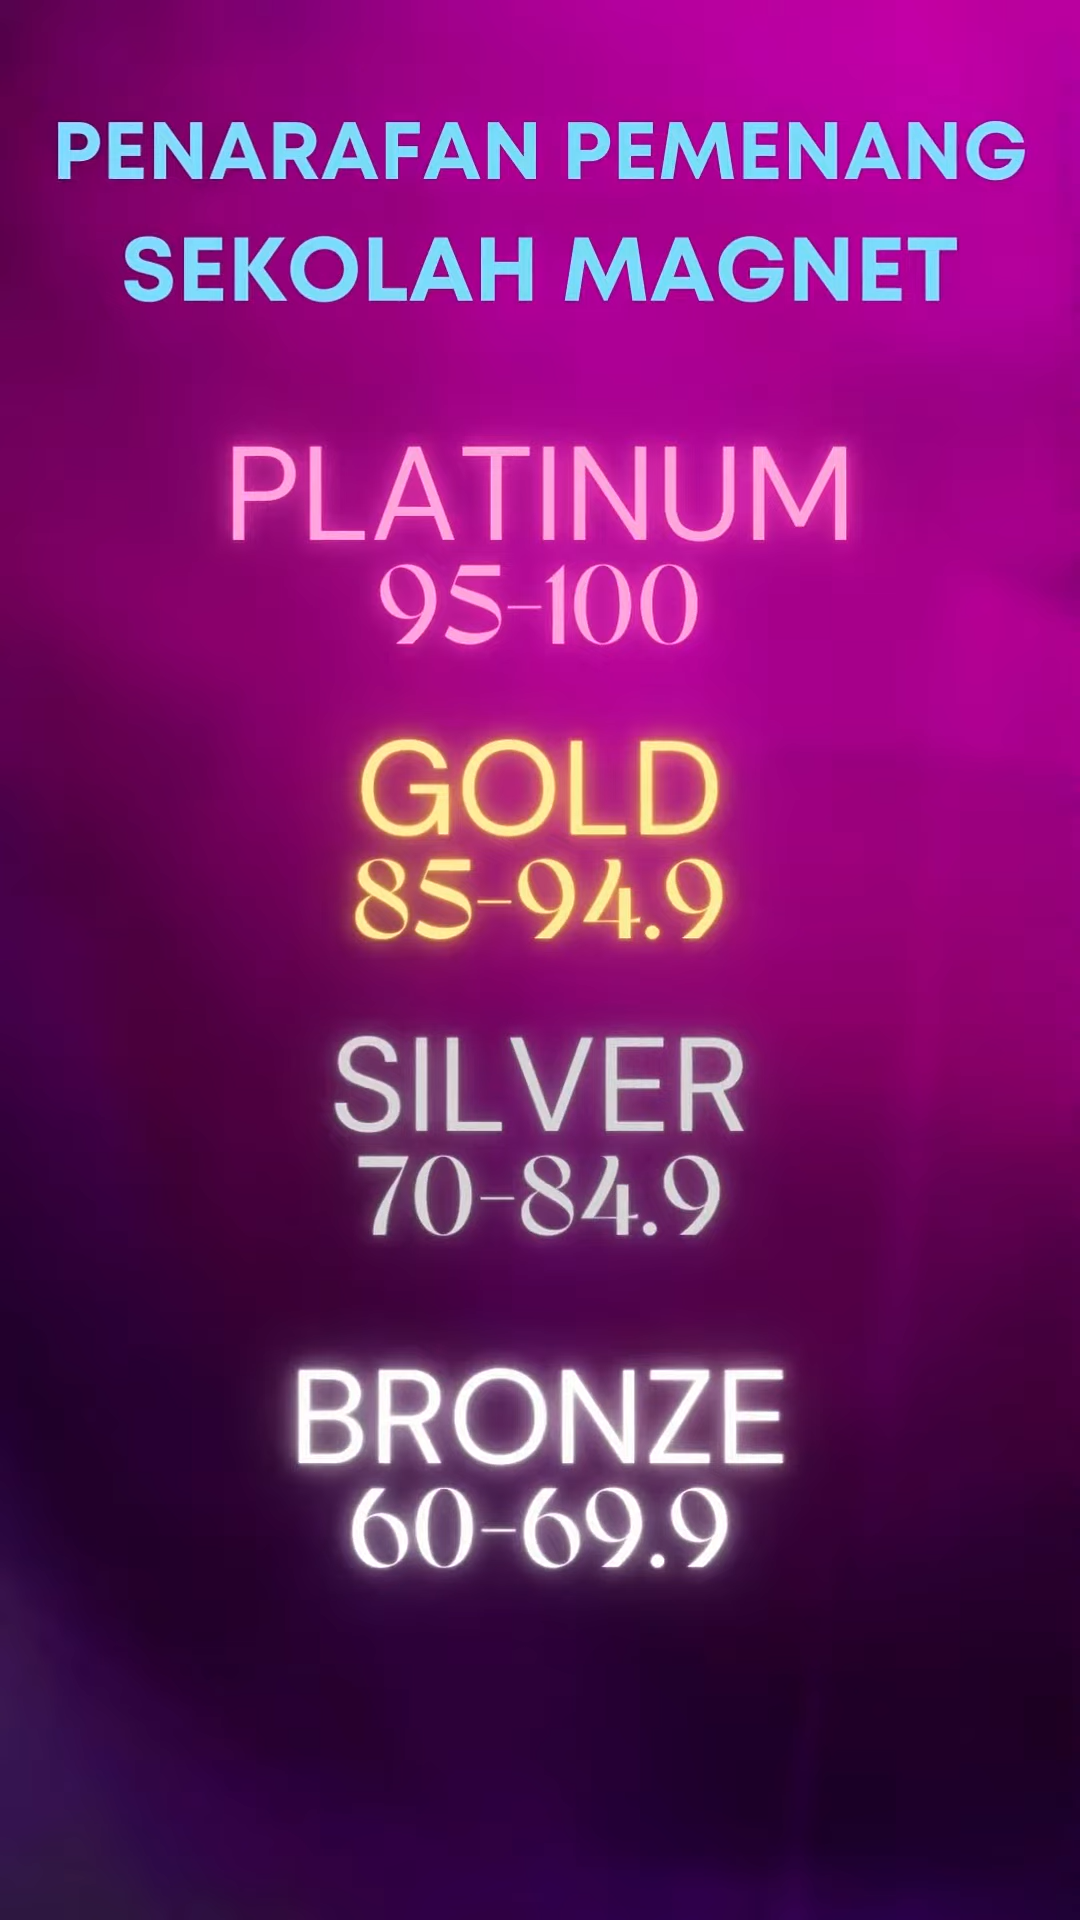 PENARAFAN PEMENANG
SEKOLAH MAGNET
PLATINUM
95-100
GOLD
85-94.9
SILVER
70-84.9
BRONZE
60-69.9